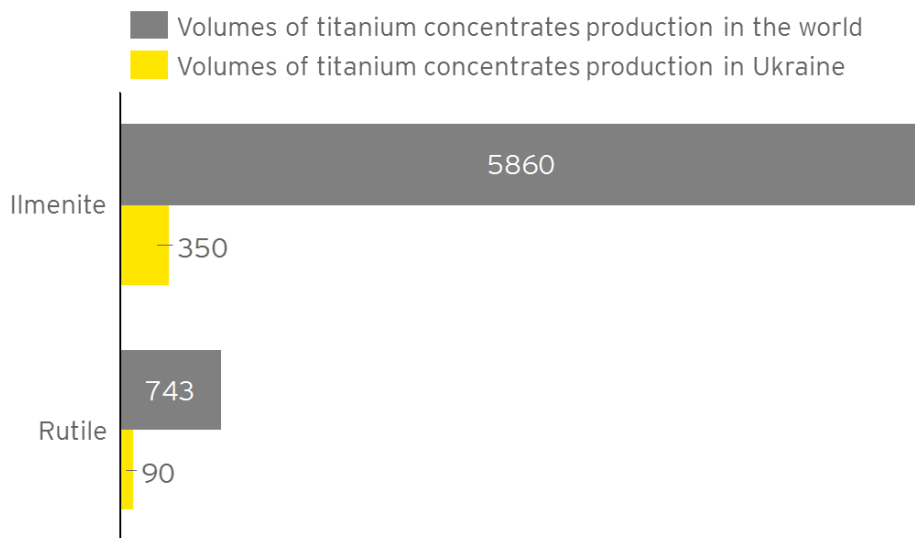 Volumes of titanium concentrates production in the world
Volumes of titanium concentrates production in Ukraine
5860
Ilmenite
350
743
Rutile
90